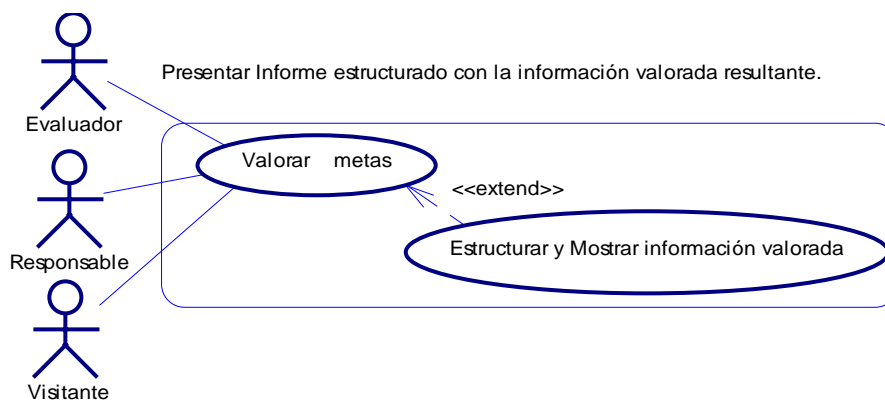 Presentar Informe estructurado con la información valorada resultante.
Evaluador
Valorar metas
<<extend>>
Estructurar y Mostrar información valorada
Responsable
Visitante